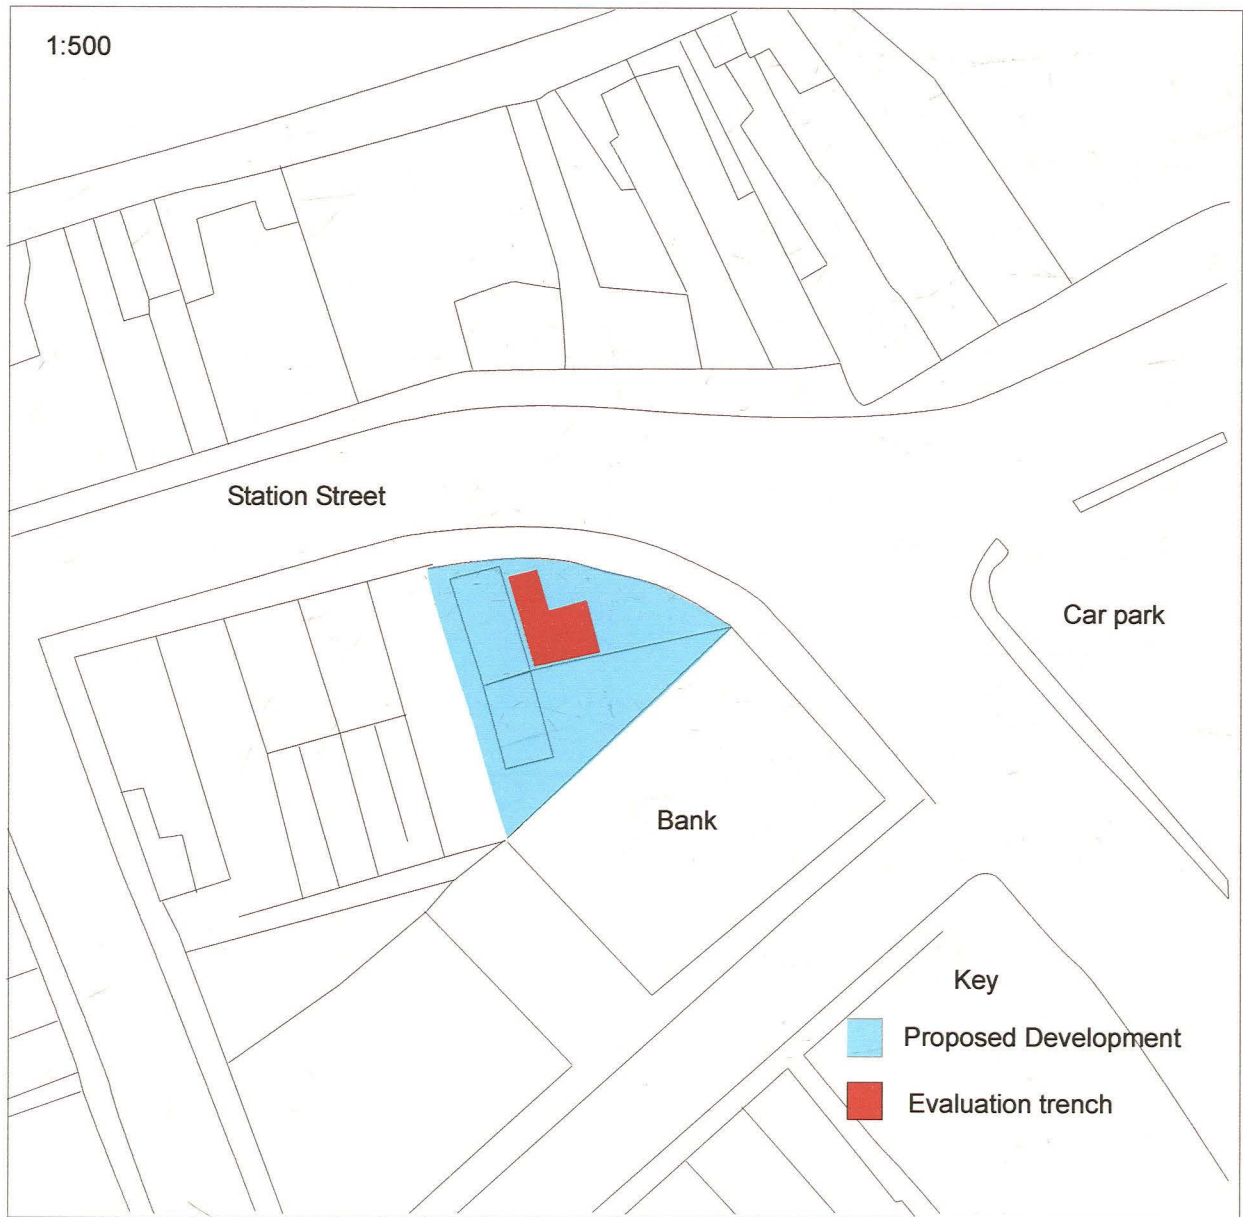 1:500
Station Street
Car park
Bank
Key
Proposed Development
Evaluation trench